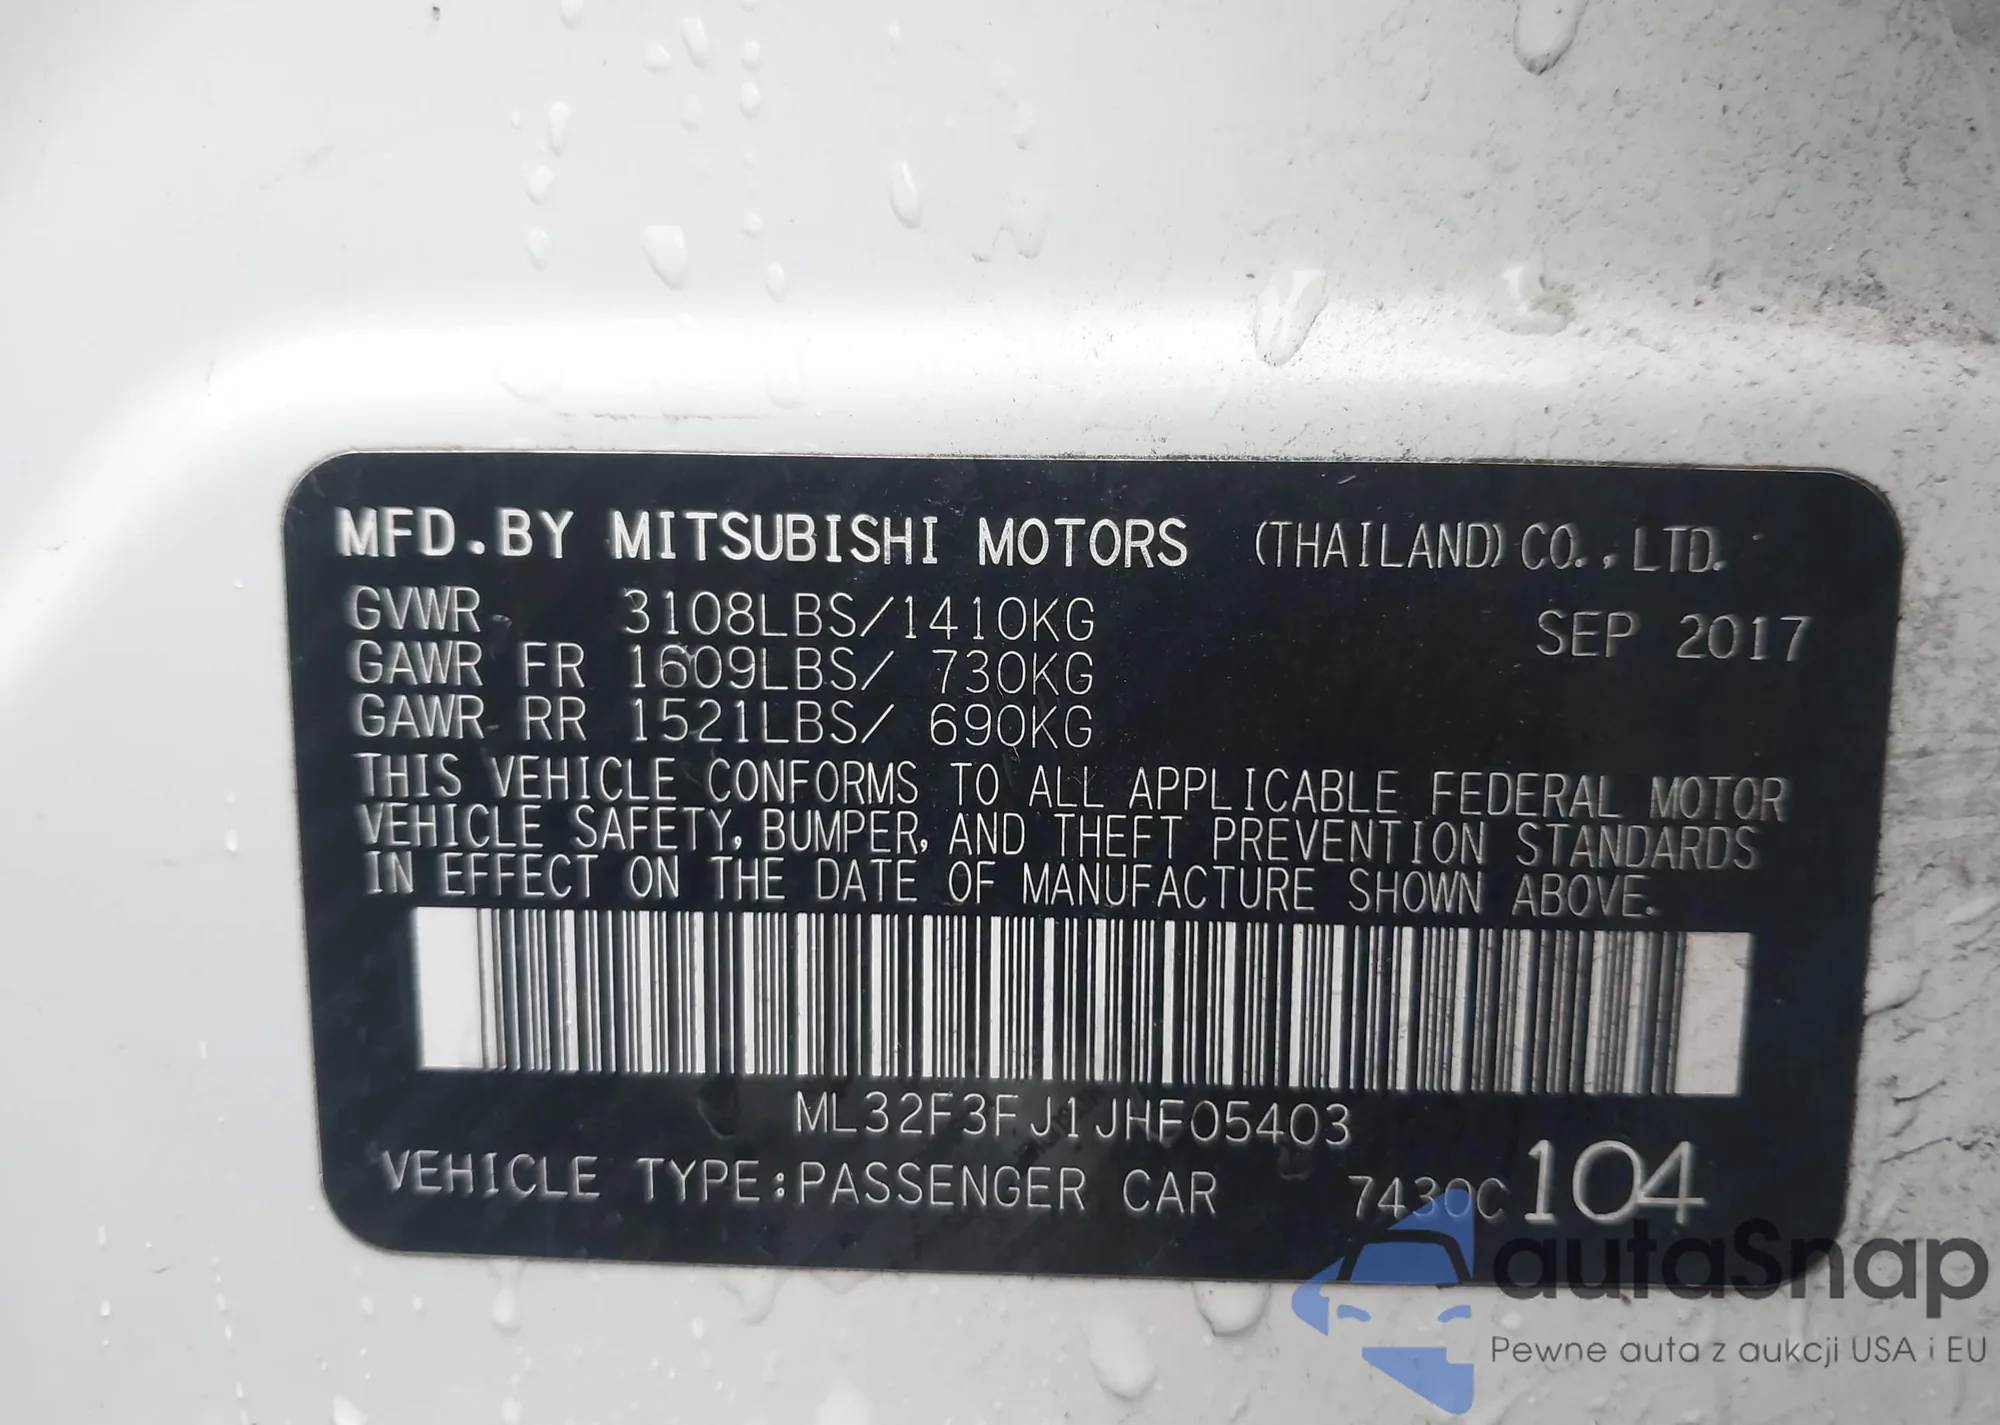 MFD.BY MITSUBISHI MOTORS (THAILAND) CO., LTD.
GVWR 3108LBS/1410KG SEP 2017
GAWR FR 1609LBS/ 730KG
GAWR RR 1521LBS/ 690KG
THIS VEHICLE CONFORMS TO ALL APPLICABLE FEDERAL MOTOR
VEHICLE SAFETY, BUMPER, AND THEFT PREVENTION STANDARDS
IN EFFECT ON THE DATE OF MANUFACTURE SHOWN ABOVE.
ML32F3FJ1JHF05403
VEHICLE TYPE:PASSENGER CAR 7430C 104
autaSnap
Pewne auta z aukcji USA i EU